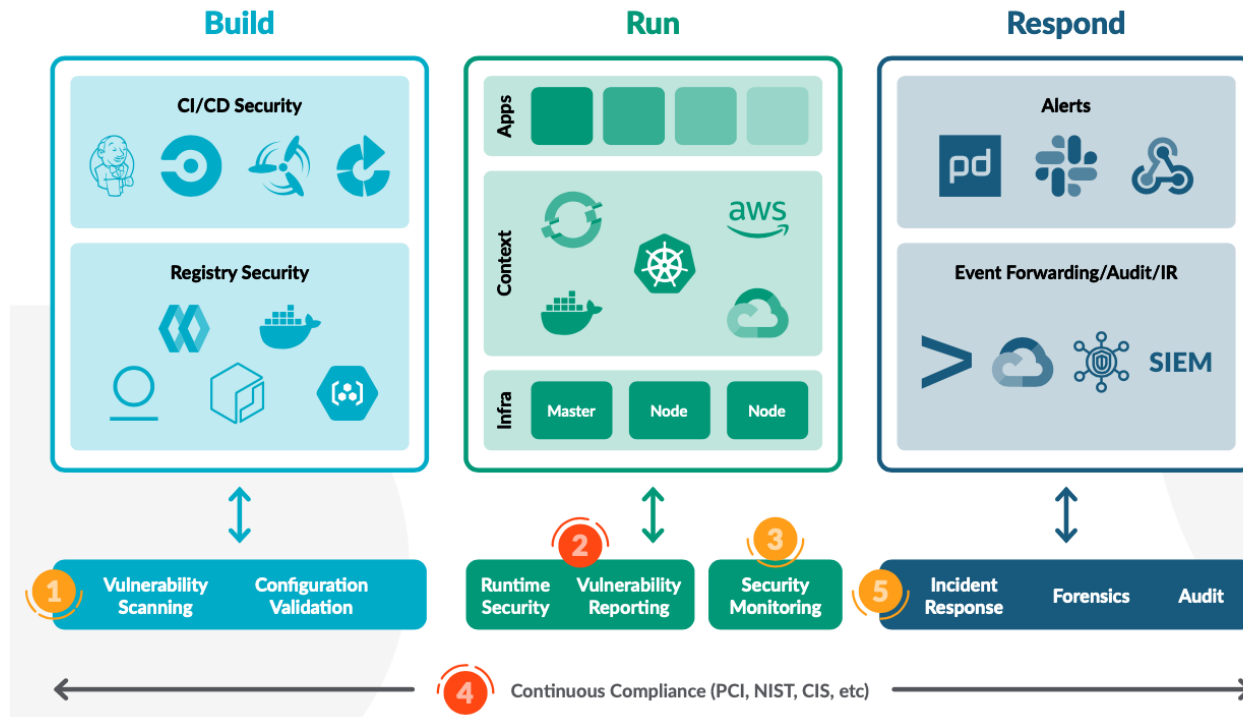 Build
Run
Respond
CI/CD Security
Registry Security
Apps
Context
aws
Infra
Master
Node
Node
Alerts
pd
Event Forwarding/Audit/IR
SIEM
1
Vulnerability
Scanning
Configuration
Validation
2
Runtime
Security
Vulnerability
Reporting
3
Security
Monitoring
5
Incident
Response
Forensics
Audit
4
Continuous Compliance (PCI, NIST, CIS, etc)